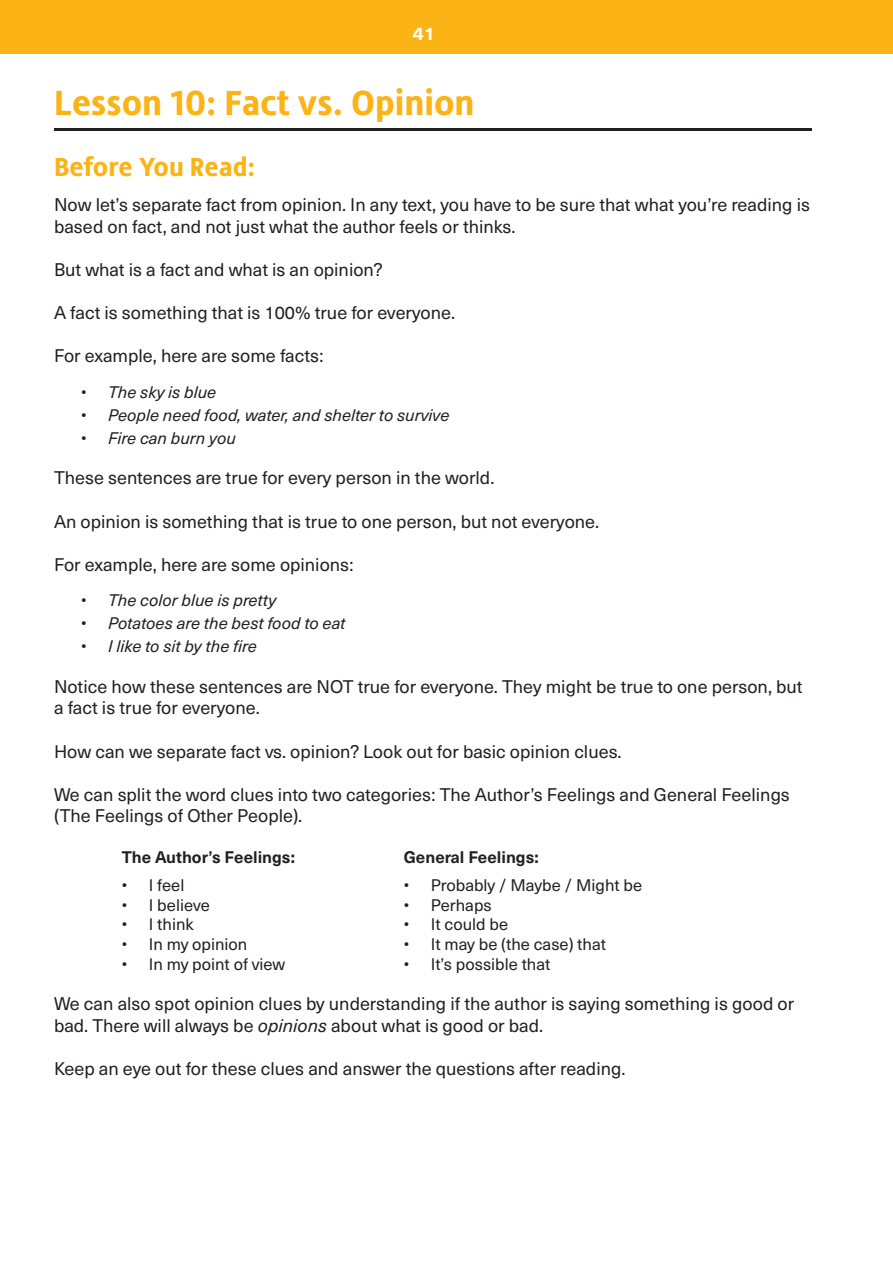 41
Lesson 10: Fact vs. Opinion
Before You Read:
Now let’s separate fact from opinion. In any text, you have to be sure that what you’re reading is
based on fact, and not just what the author feels or thinks.
But what is a fact and what is an opinion?
A fact is something that is 100% true for everyone.
For example, here are some facts:
• The sky is blue
• People need food, water, and shelter to survive
• Fire can burn you
These sentences are true for every person in the world.
An opinion is something that is true to one person, but not everyone.
For example, here are some opinions:
• The color blue is pretty
• Potatoes are the best food to eat
• I like to sit by the fire
Notice how these sentences are NOT true for everyone. They might be true to one person, but
a fact is true for everyone.
How can we separate fact vs. opinion? Look out for basic opinion clues.
We can split the word clues into two categories: The Author’s Feelings and General Feelings
(The Feelings of Other People).
The Author’s Feelings:
• I feel
• I believe
• I think
• In my opinion
• In my point of view
General Feelings:
• Probably / Maybe / Might be
• Perhaps
• It could be
• It may be (the case) that
• It’s possible that
We can also spot opinion clues by understanding if the author is saying something is good or
bad. There will always be opinions about what is good or bad.
Keep an eye out for these clues and answer the questions after reading.